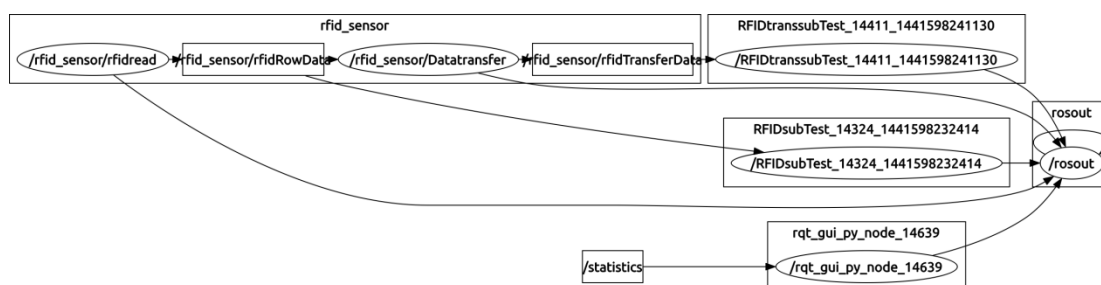 rfid_sensor
/rfid_sensor/rfidread
/rfid_sensor/rfidRowData
/rfid_sensor/Datatransfer
/rfid_sensor/rfidTransferData
RFIDtranssubTest_14411_1441598241130
/RFIDtranssubTest_14411_1441598241130
RFIDsubTest_14324_1441598232414
/RFIDsubTest_14324_1441598232414
rosout
/rosout
/statistics
rqt_gui_py_node_14639
/rqt_gui_py_node_14639